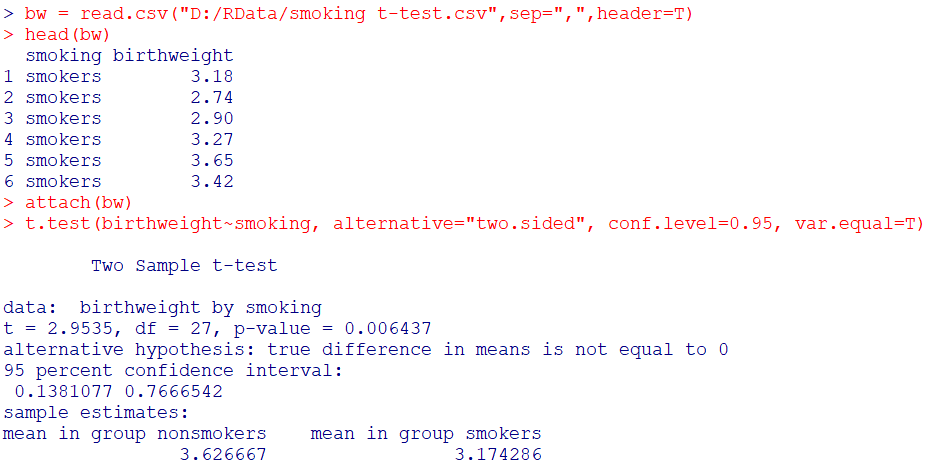 > bw = read.csv("D:/RData/smoking t-test.csv",sep=",",header=T)
> head(bw)
  smoking birthweight
1 smokers        3.18
2 smokers        2.74
3 smokers        2.90
4 smokers        3.27
5 smokers        3.65
6 smokers        3.42
> attach(bw)
> t.test(birthweight~smoking, alternative="two.sided", conf.level=0.95, var.equal=T)
        Two Sample t-test
data:  birthweight by smoking
t = 2.9535, df = 27, p-value = 0.006437
alternative hypothesis: true difference in means is not equal to 0
95 percent confidence interval:
 0.1381077 0.7666542
sample estimates:
mean in group nonsmokers    mean in group smokers
                3.626667                 3.174286